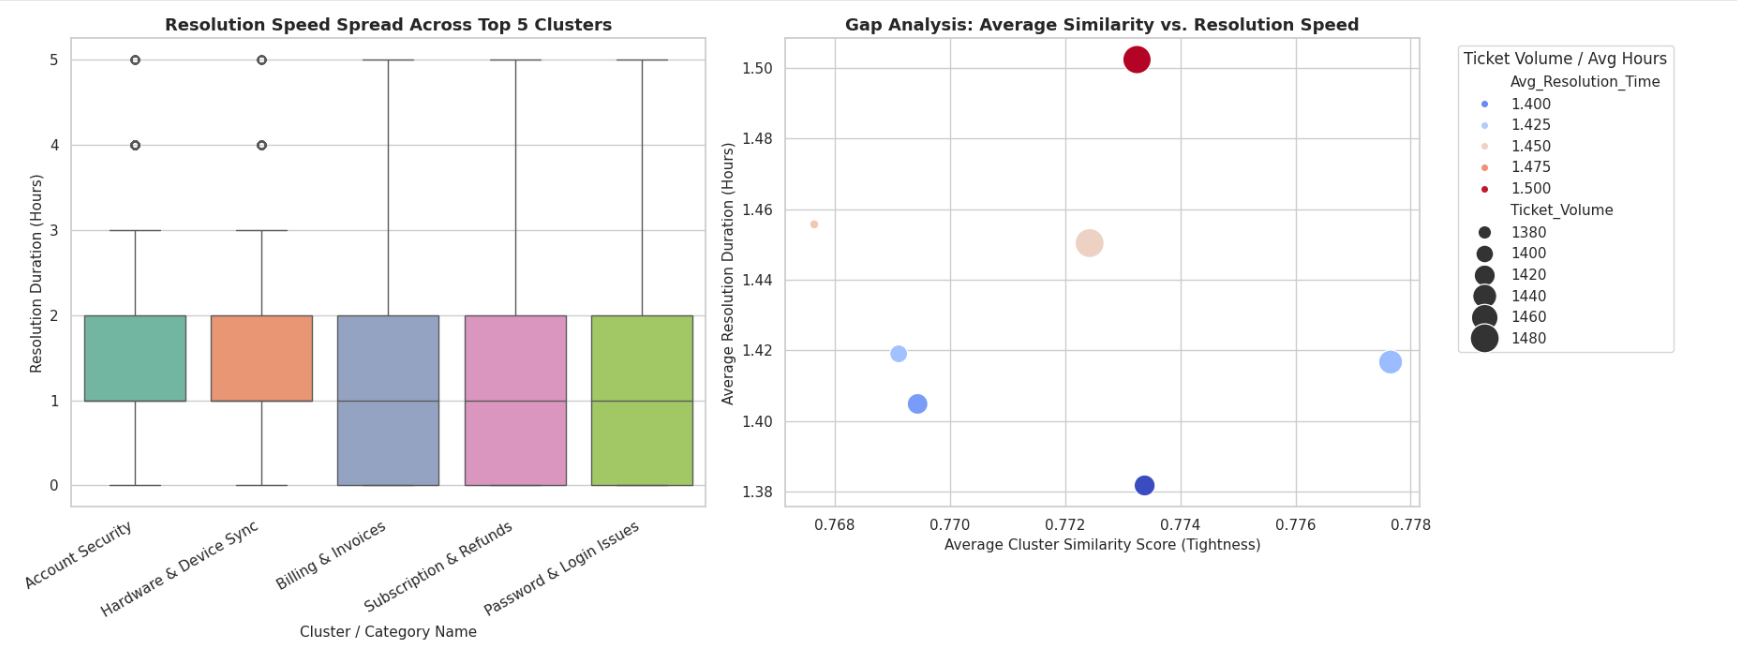 Resolution Speed Spread Across Top 5 Clusters
Resolution Duration (Hours)
5
4
3
2
1
0
Account Security
Hardware & Device Sync
Billing & Invoices
Subscription & Refunds
Password & Login Issues
Cluster / Category Name
Gap Analysis: Average Similarity vs. Resolution Speed
Average Resolution Duration (Hours)
1.50
1.48
1.46
1.44
1.42
1.40
1.38
0.768
0.770
0.772
0.774
0.776
0.778
Average Cluster Similarity Score (Tightness)
Ticket Volume / Avg Hours
Avg_Resolution_Time
1.400
1.425
1.450
1.475
1.500
Ticket_Volume
1380
1400
1420
1440
1460
1480